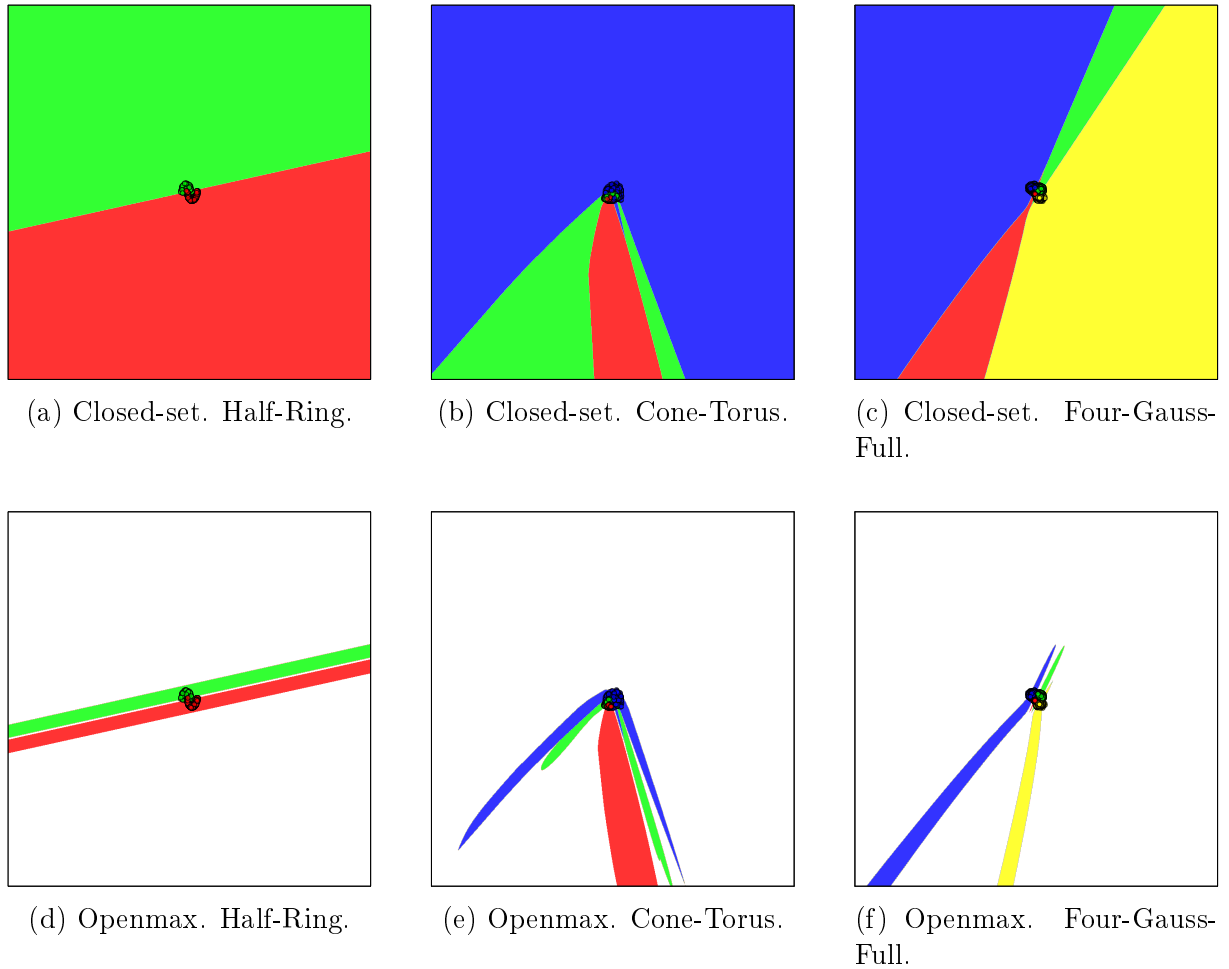 (a) Closed-set. Half-Ring.
(b) Closed-set. Cone-Torus.
(c) Closed-set. Four-Gauss-
Full.
(d) Openmax. Half-Ring.
(e) Openmax. Cone-Torus.
(f) Openmax. Four-Gauss-
Full.